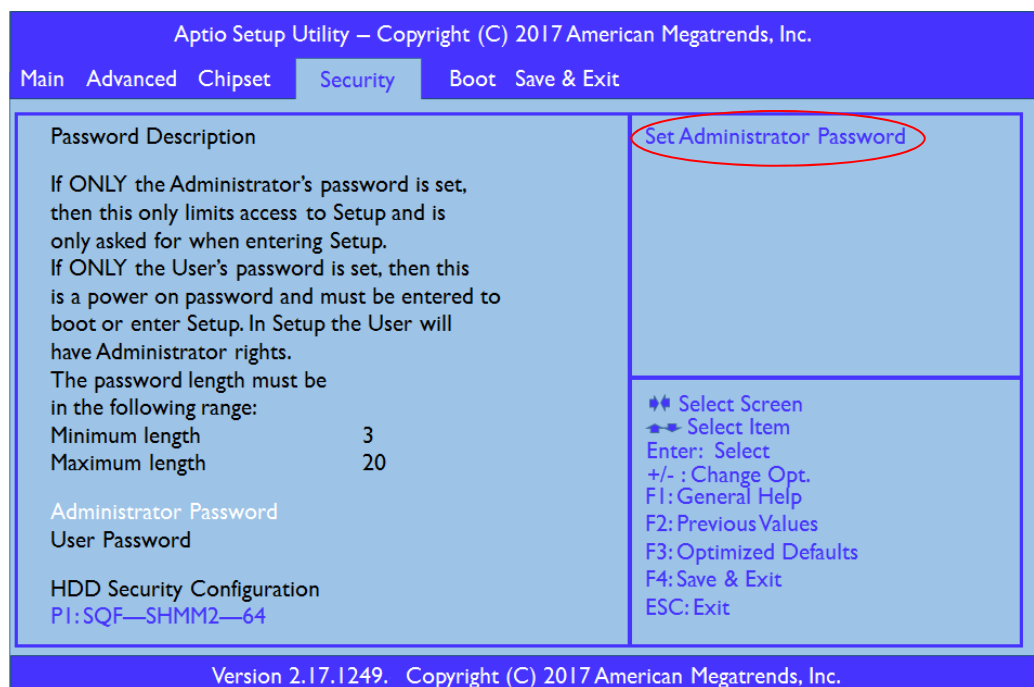 Aptio Setup Utility – Copyright (C) 2017 American Megatrends, Inc.
Main Advanced Chipset Security Boot Save & Exit
Password Description
If ONLY the Administrator's password is set,
then this only limits access to Setup and is
only asked for when entering Setup.
If ONLY the User's password is set, then this
is a power on password and must be entered to
boot or enter Setup. In Setup the User will
have Administrator rights.
The password length must be
in the following range:
Minimum length 3
Maximum length 20
Administrator Password
User Password
HDD Security Configuration
P1: SQF—SHMM2—64
Set Administrator Password
Select Screen
Select Item
Enter: Select
+/- : Change Opt.
F1: General Help
F2: Previous Values
F3: Optimized Defaults
F4: Save & Exit
ESC: Exit
Version 2.17.1249. Copyright (C) 2017 American Megatrends, Inc.